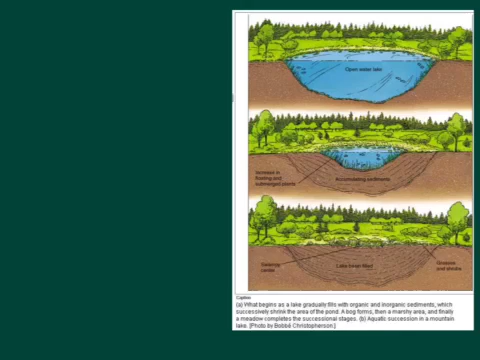 Open water lake
Increase in
floating and
submerged plants
Accumulating sediments
Lake basin filled
Grasses
and shrubs
Caption
(a) What begins as a lake gradually fills with organic and inorganic sediments, which
successively shrink the area of the pond. A bog forms, then a marshy area, and finally
a meadow completes the successional stages. (b) Aquatic succession in a mountain
lake. [Photo by Bobbé Christopherson.]